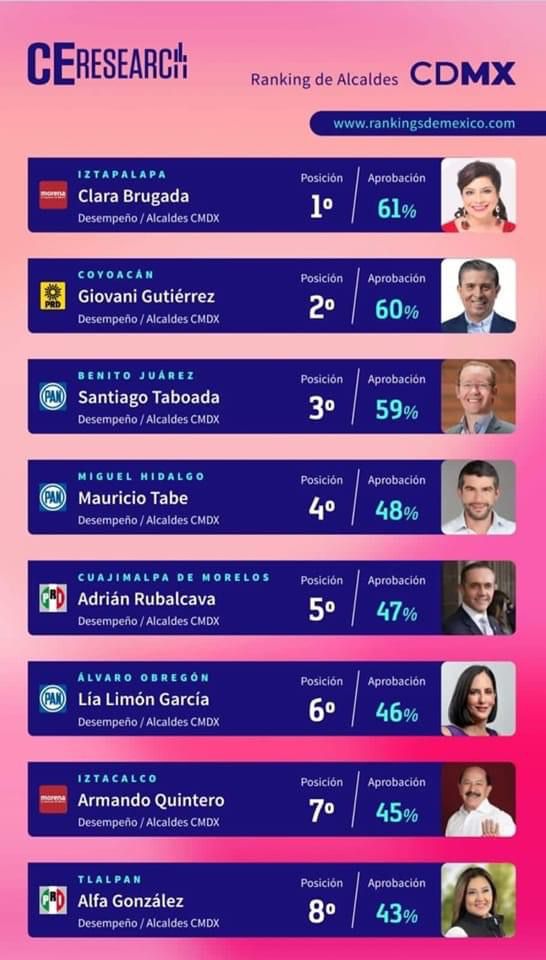 CERESEARCH
Ranking de Alcaldes CDMX
www.rankingsdemexico.com
IZTAPALAPA
morena
Clara Brugada
Desempeño / Alcaldes CMDX
Posición
1º
Aprobación
61%
COYOACÁN
PRD
Giovani Gutiérrez
Desempeño / Alcaldes CMDX
Posición
2º
Aprobación
60%
BENITO JUÁREZ
PAN
Santiago Taboada
Desempeño / Alcaldes CMDX
Posición
3º
Aprobación
59%
MIGUEL HIDALGO
PAN
Mauricio Tabe
Desempeño / Alcaldes CMDX
Posición
4º
Aprobación
48%
CUAJIMALPA DE MORELOS
PRD
Adrián Rubalcava
Desempeño / Alcaldes CMDX
Posición
5º
Aprobación
47%
ÁLVARO OBREGÓN
PAN
Lía Limón García
Desempeño / Alcaldes CMDX
Posición
6º
Aprobación
46%
IZTACALCO
morena
Armando Quintero
Desempeño / Alcaldes CMDX
Posición
7º
Aprobación
45%
TLALPAN
Alfa González
Desempeño / Alcaldes CMDX
Posición
8º
Aprobación
43%